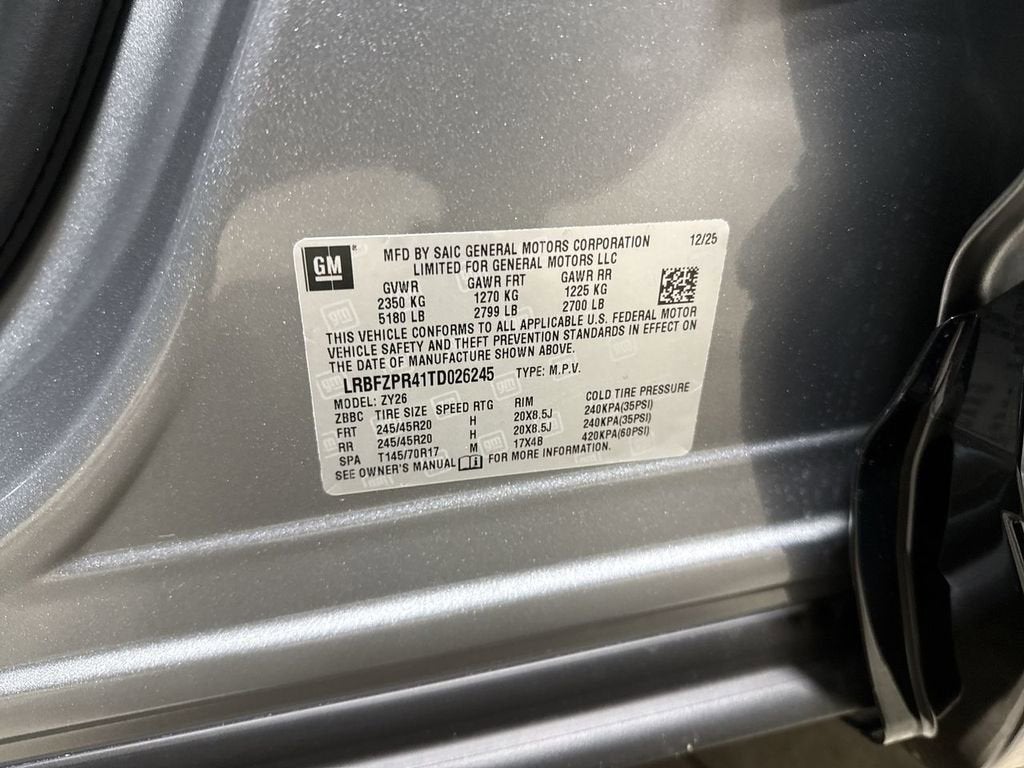 GM
MFD BY SAIC GENERAL MOTORS CORPORATION 12/25
LIMITED FOR GENERAL MOTORS LLC
GVWR GAWR FRT GAWR RR
2350 KG 1270 KG 1225 KG
5180 LB 2799 LB 2700 LB
THIS VEHICLE CONFORMS TO ALL APPLICABLE U.S. FEDERAL MOTOR
VEHICLE SAFETY AND THEFT PREVENTION STANDARDS IN EFFECT ON
THE DATE OF MANUFACTURE SHOWN ABOVE.
LRBFZPR41TD026245 TYPE: M.P.V.
MODEL: ZY26
ZBBC TIRE SIZE SPEED RTG RIM COLD TIRE PRESSURE
FRT 245/45R20 H 20X8.5J 240KPA(35PSI)
RR 245/45R20 H 20X8.5J 240KPA(35PSI)
SPA T145/70R17 M 17X4B 420KPA(60PSI)
SEE OWNER'S MANUAL FOR MORE INFORMATION.